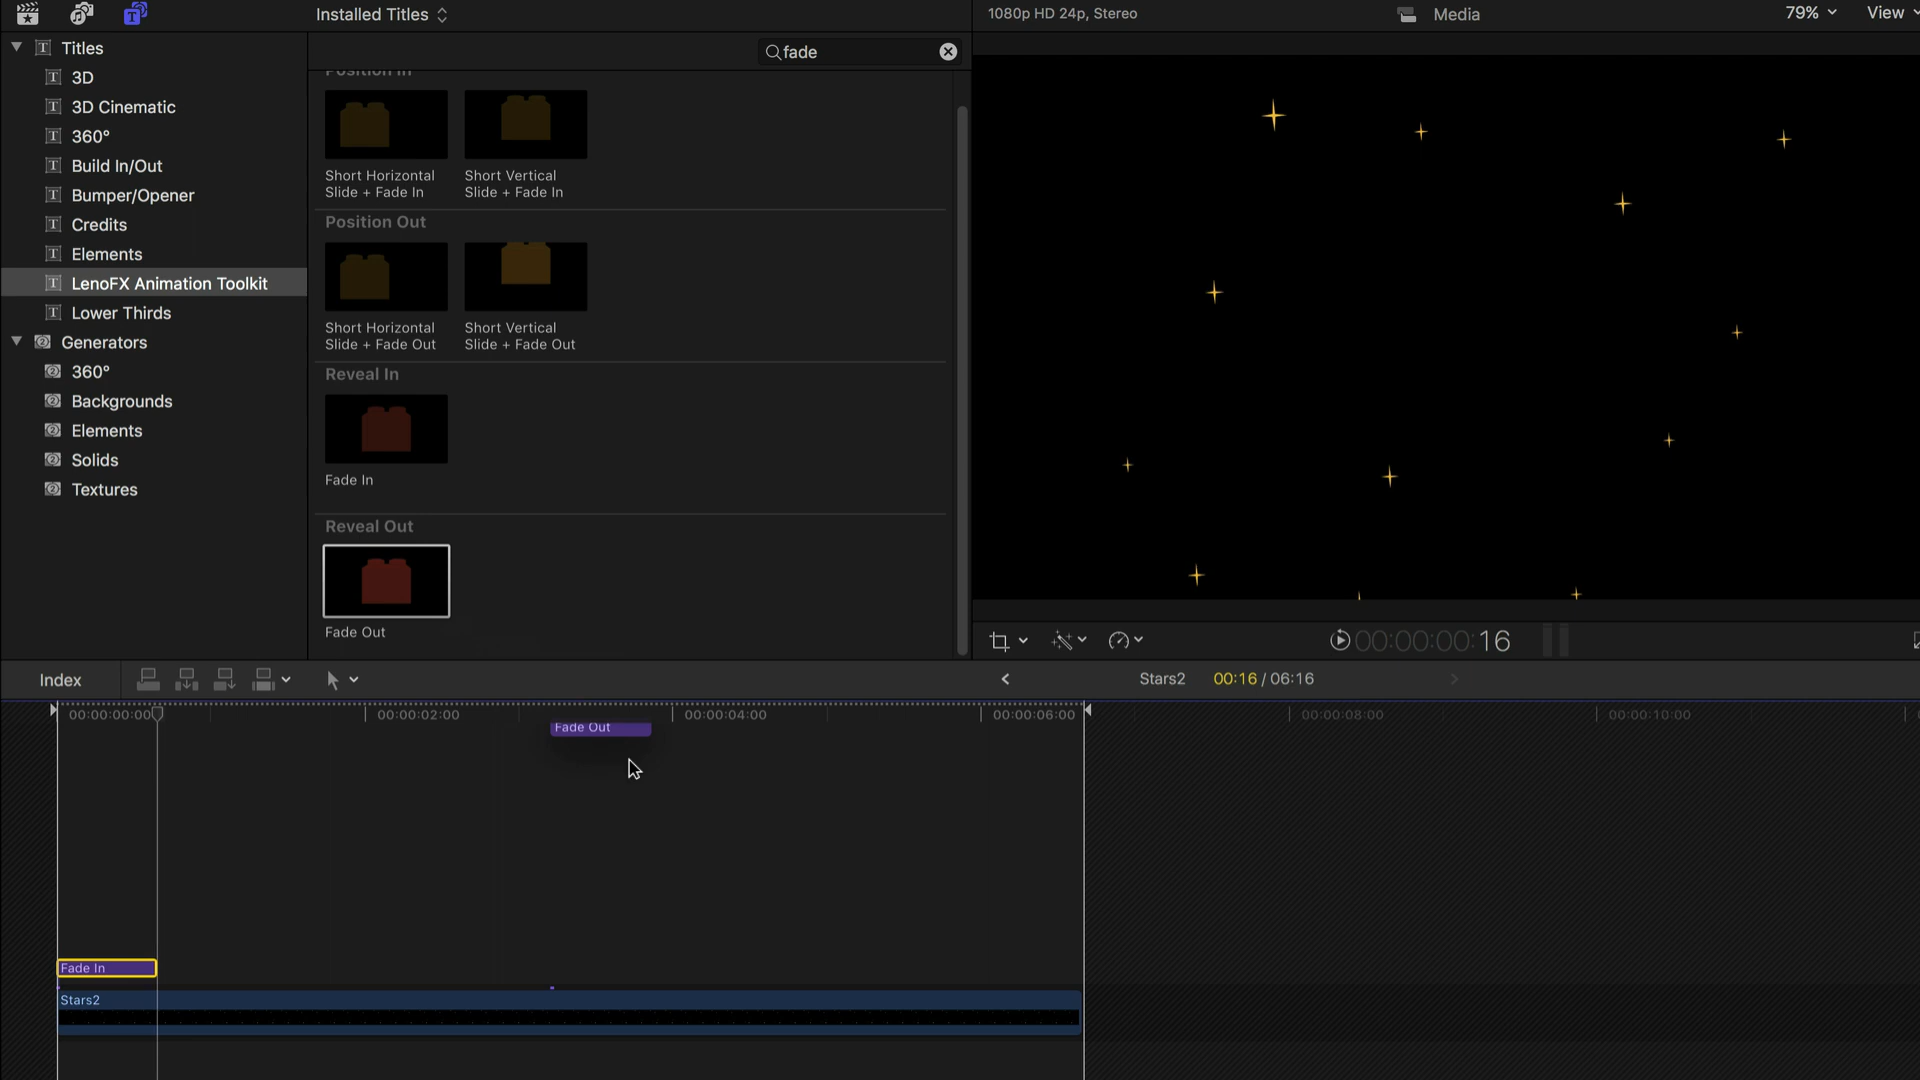 Installed Titles
1080p HD 24p, Stereo
Media
79%
View
Titles
3D
3D Cinematic
360°
Build In/Out
Bumper/Opener
Credits
Elements
LenoFX Animation Toolkit
Lower Thirds
Generators
360°
Backgrounds
Elements
Solids
Textures
fade
Position In
Short Horizontal
Slide + Fade In
Short Vertical
Slide + Fade In
Position Out
Short Horizontal
Slide + Fade Out
Short Vertical
Slide + Fade Out
Reveal In
Fade In
Reveal Out
Fade Out
00:00:00:16
Index
Stars2
00:16 / 06:16
00:00:00:00
00:00:02:00
00:00:04:00
00:00:06:00
00:00:08:00
00:00:10:00
Fade Out
Fade In
Stars2